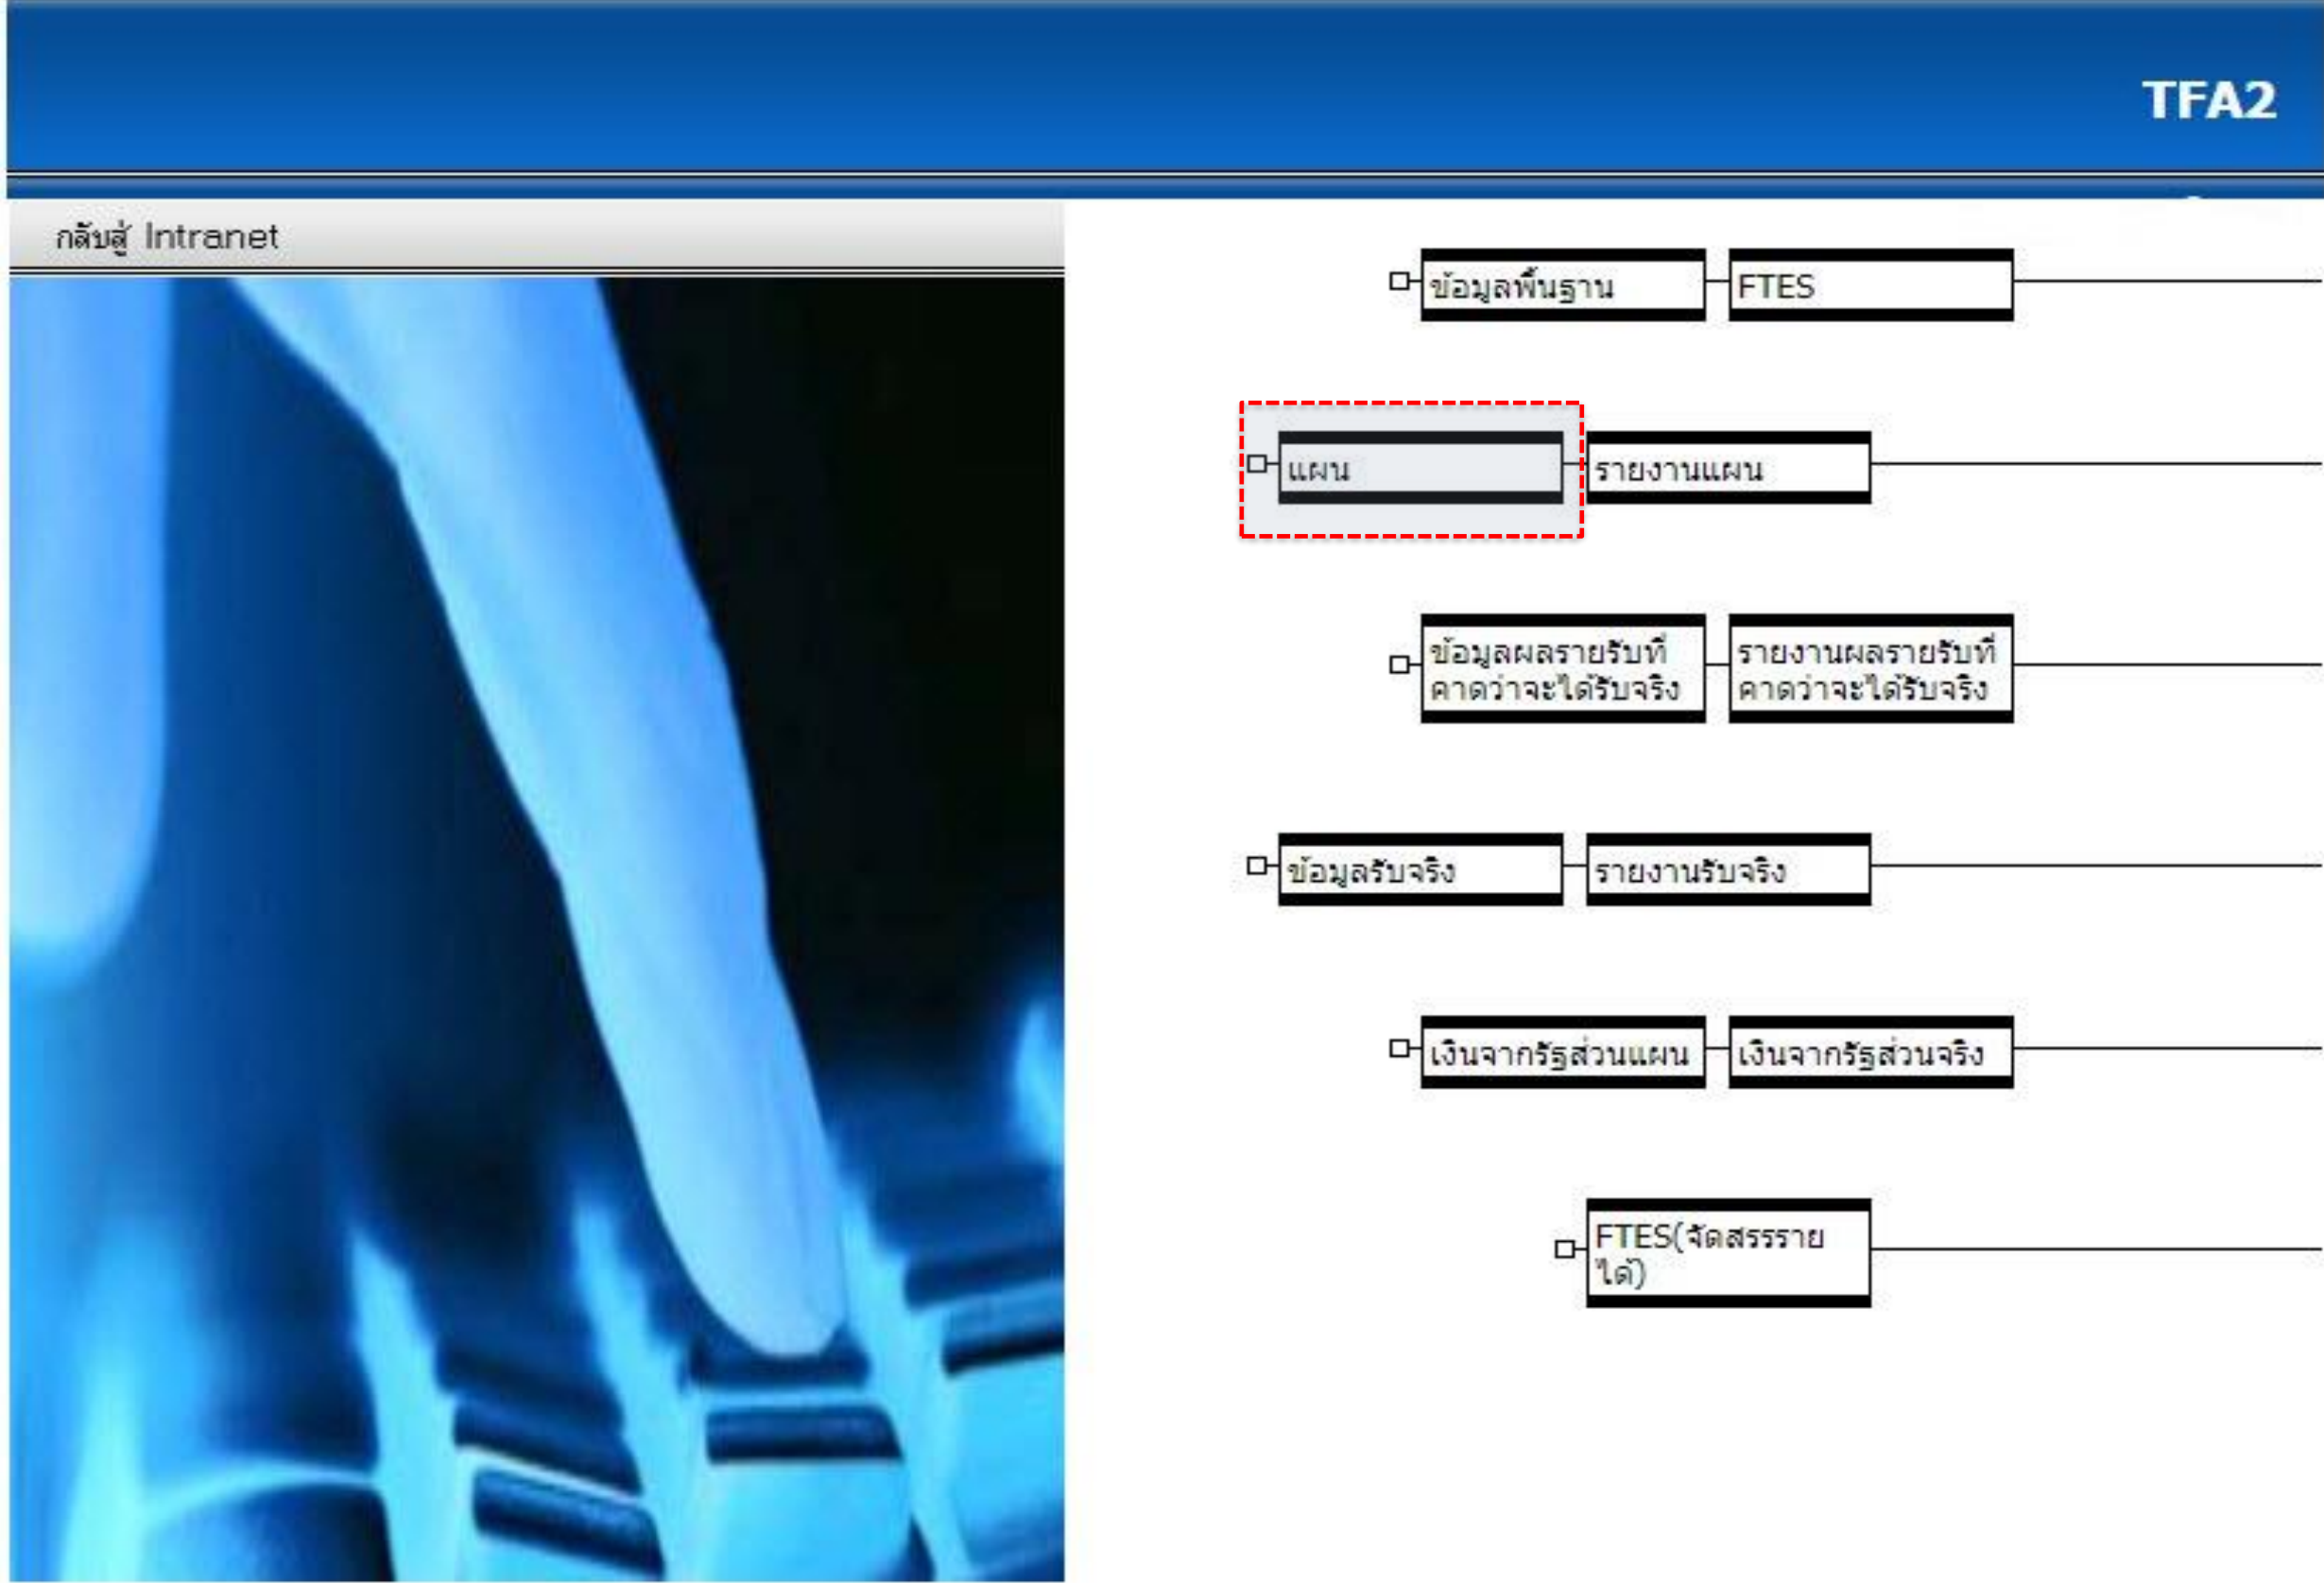 TFA2
กลับสู่ Intranet
ข้อมูลพื้นฐาน
FTES
แผน
รายงานแผน
ข้อมูลผลรายรับที่
คาดว่าจะได้รับจริง
รายงานผลรายรับที่
คาดว่าจะได้รับจริง
ข้อมูลรับจริง
รายงานรับจริง
เงินจากรัฐส่วนแผน
เงินจากรัฐส่วนจริง
FTES(จัดสรรราย
ได้)